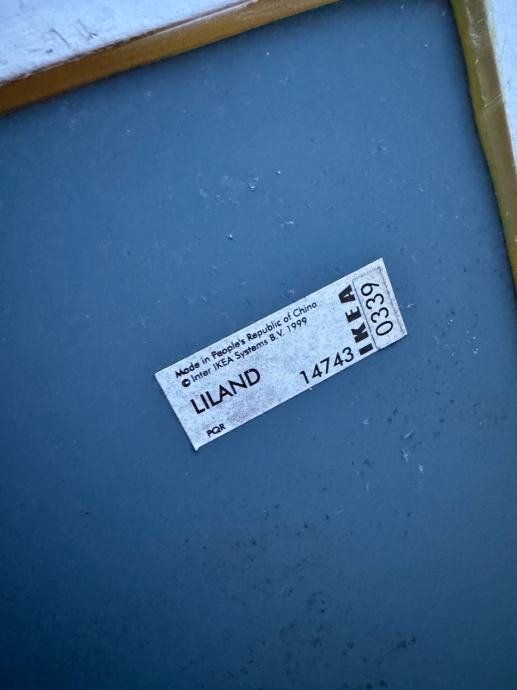 Made in People's Republic of China
© Inter IKEA Systems B.V. 1999
LILAND 14743
PQR
IKEA
0339